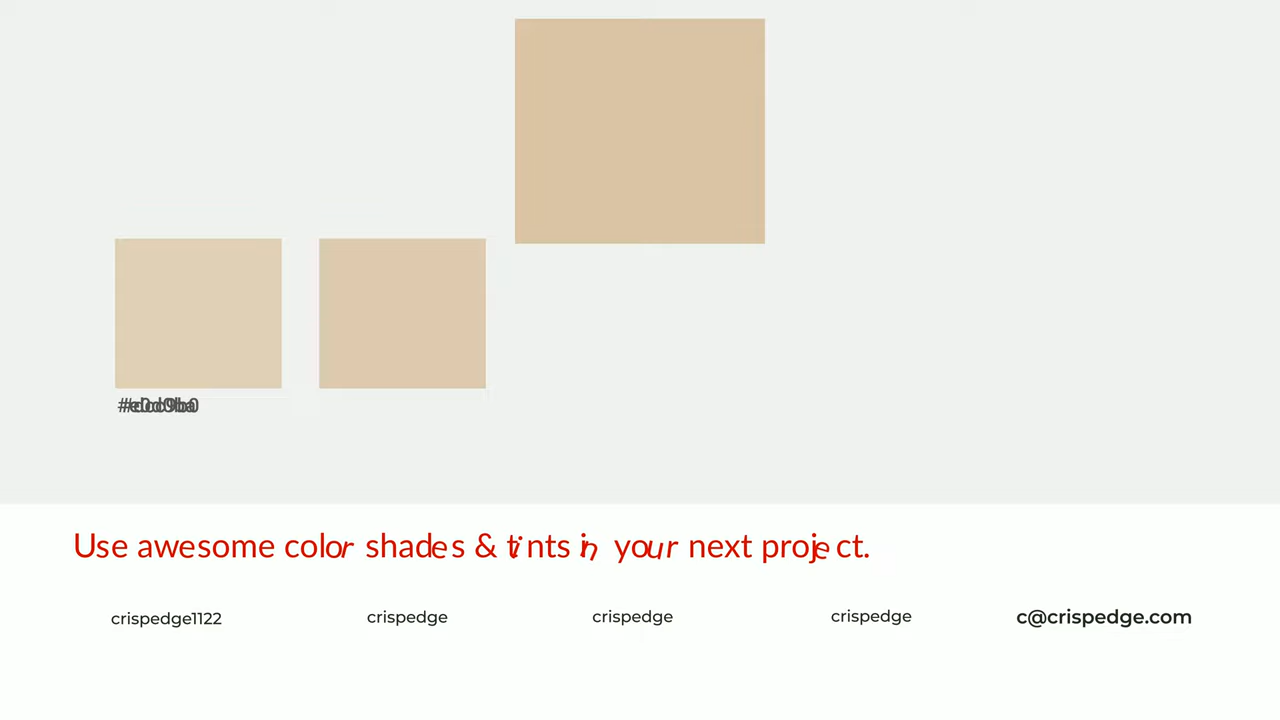 Use awesome color shades & tints in your next project.
crispedge1122 crispedge crispedge crispedge c@crispedge.com